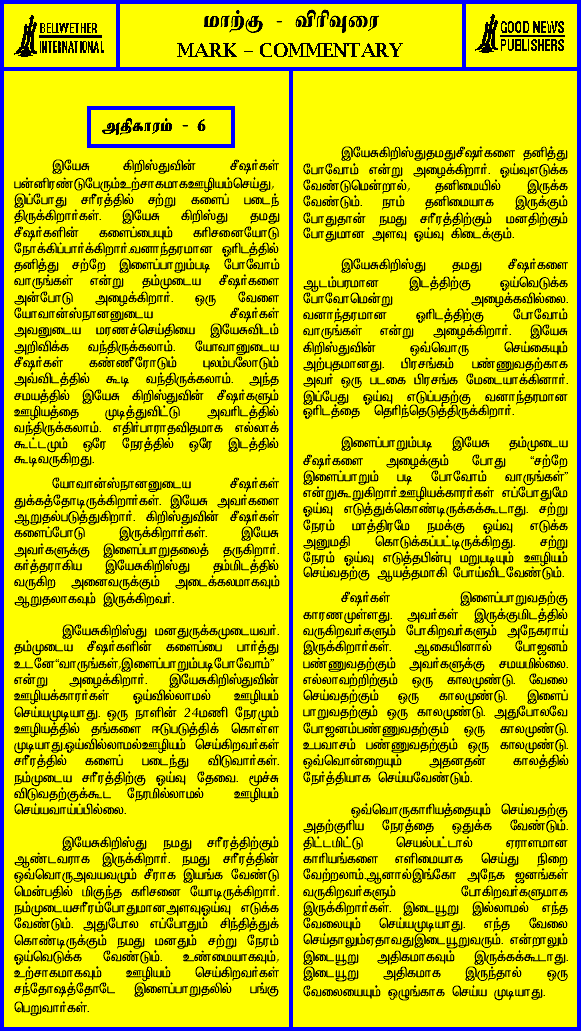 BELIWETHER
INTERNATIONAL
மாற்கு - விரிவுரை
MARK – COMMENTARY
GOOD NEWS
PUBLISHERS
அதிகாரம் - 6
இயேசு கிறிஸ்துவின் சீஷர்கள்
பன்னிரண்டுபேரும்உற்சாகமாகஊழியம்செய்து,
இப்போது சரீரத்தில் சற்று களைப் படைந்
திருக்கிறார்கள். இயேசு கிறிஸ்து தமது
சீஷர்களின் களைப்பையும் கரிசனையோடு
நோக்கிப்பார்க்கிறார்.வனாந்தரமான ஓரிடத்தில்
தனித்து சற்றே இளைப்பாறும்படி போவோம்
வாருங்கள் என்று தம்முடைய சீஷர்களை
அன்போடு அழைக்கிறார். ஒரு வேளை
யோவான்ஸ்நானனுடைய சீஷர்கள்
அவனுடைய மரணச்செய்தியை இயேசுவிடம்
அறிவிக்க வந்திருக்கலாம். யோவானுடைய
சீஷர்கள் கண்ணீரோடும் புலம்பலோடும்
அவ்விடத்தில் கூடி வந்திருக்கலாம். அந்த
சமயத்தில் இயேசு கிறிஸ்துவின் சீஷர்களும்
ஊழியத்தை முடித்துவிட்டு அவரிடத்தில்
வந்திருக்கலாம். எதிர்பாராதவிதமாக எல்லாக்
கூட்டமும் ஒரே நேரத்தில் ஒரே இடத்தில்
கூடிவருகிறது.
யோவான்ஸ்நானனுடைய சீஷர்கள்
துக்கத்தோடிருக்கிறார்கள். இயேசு அவர்களை
ஆறுதல்படுத்துகிறார். கிறிஸ்துவின் சீஷர்கள்
களைப்போடு இருக்கிறார்கள். இயேசு
அவர்களுக்கு இளைப்பாறுதலைத் தருகிறார்.
கர்த்தராகிய இயேசுகிறிஸ்து தம்மிடத்தில்
வருகிற அனைவருக்கும் அடைக்கலமாகவும்
ஆறுதலாகவும் இருக்கிறவர்.
இயேசுகிறிஸ்து மனதுருக்கமுடையவர்.
தம்முடைய சீஷர்களின் களைப்பை பார்த்து
உடனே“வாருங்கள்,இளைப்பாறும்படிபோவோம்”
என்று அழைக்கிறார். இயேசுகிறிஸ்துவின்
ஊழியக்காரர்கள் ஓய்வில்லாமல் ஊழியம்
செய்யமுடியாது. ஒரு நாளின் 24மணி நேரமும்
ஊழியத்தில் தங்களை ஈடுபடுத்திக் கொள்ள
முடியாது.ஓய்வில்லாமல்ஊழியம் செய்கிறவர்கள்
சரீரத்தில் களைப் படைந்து விடுவார்கள்.
நம்முடைய சரீரத்திற்கு ஓய்வு தேவை. மூச்சு
விடுவதற்குக்கூட நேரமில்லாமல் ஊழியம்
செய்யவாய்ப்பில்லை.
இயேசுகிறிஸ்து நமது சரீரத்திற்கும்
ஆண்டவராக இருக்கிறார். நமது சரீரத்தின்
ஒவ்வொருஅவயவமும் சீராக இயங்க வேண்டு
மென்பதில் மிகுந்த கரிசனை யோடிருக்கிறார்.
நம்முடையசரீரம்போதுமானஅளவுஓய்வு எடுக்க
வேண்டும். அதுபோல எப்போதும் சிந்தித்துக்
கொண்டிருக்கும் நமது மனதும் சற்று நேரம்
ஓய்வெடுக்க வேண்டும். உண்மையாகவும்,
உற்சாகமாகவும் ஊழியம் செய்கிறவர்கள்
சந்தோஷத்தோடே இளைப்பாறுதலில் பங்கு
பெறுவார்கள்.
இயேசுகிறிஸ்துதமதுசீஷர்களை தனித்து
போவோம் என்று அழைக்கிறார். ஓய்வுஎடுக்க
வேண்டுமென்றால், தனிமையில் இருக்க
வேண்டும். நாம் தனிமையாக இருக்கும்
போதுதான் நமது சரீரத்திற்கும் மனதிற்கும்
போதுமான அளவு ஓய்வு கிடைக்கும்.
இயேசுகிறிஸ்து தமது சீஷர்களை
ஆடம்பரமான இடத்திற்கு ஓய்வெடுக்க
போவோமென்று அழைக்கவில்லை.
வனாந்தரமான ஓரிடத்திற்கு போவோம்
வாருங்கள் என்று அழைக்கிறார். இயேசு
கிறிஸ்துவின் ஒவ்வொரு செய்கையும்
அற்புதமானது. பிரசங்கம் பண்ணுவதற்காக
அவர் ஒரு படகை பிரசங்க மேடையாக்கினார்.
இப்பேது ஓய்வு எடுப்பதற்கு வனாந்தரமான
ஓரிடத்தை தெரிந்தெடுத்திருக்கிறார்.
இளைப்பாறும்படி இயேசு தம்முடைய
சீஷர்களை அழைக்கும் போது “சற்றே
இளைப்பாறும் படி போவோம் வாருங்கள்”
என்றுகூறுகிறார்.ஊழியக்காரர்கள் எப்போதுமே
ஓய்வு எடுத்துக்கொண்டிருக்கக்கூடாது. சற்று
நேரம் மாத்திரமே நமக்கு ஓய்வு எடுக்க
அனுமதி கொடுக்கப்பட்டிருக்கிறது. சற்று
நேரம் ஓய்வு எடுத்தபின்பு மறுபடியும் ஊழியம்
செய்வதற்கு ஆயத்தமாகி போய்விடவேண்டும்.
சீஷர்கள் இளைப்பாறுவதற்கு
காரணமுள்ளது. அவர்கள் இருக்குமிடத்தில்
வருகிறவர்களும் போகிறவர்களும் அநேகராய்
இருக்கிறார்கள். ஆகையினால் போஜனம்
பண்ணுவதற்கும் அவர்களுக்கு சமயமில்லை.
எல்லாவற்றிற்கும் ஒரு காலமுண்டு. வேலை
செய்வதற்கும் ஒரு காலமுண்டு. இளைப்
பாறுவதற்கும் ஒரு காலமுண்டு. அதுபோலவே
போஜனம்பண்ணுவதற்கும் ஒரு காலமுண்டு.
உபவாசம் பண்ணுவதற்கும் ஒரு காலமுண்டு.
ஒவ்வொன்றையும் அதனதன் காலத்தில்
நேர்த்தியாக செய்யவேண்டும்.
ஒவ்வொருகாரியத்தையும் செய்வதற்கு
அதற்குரிய நேரத்தை ஒதுக்க வேண்டும்.
திட்டமிட்டு செயல்பட்டால் ஏராளமான
காரியங்களை எளிமையாக செய்து நிறை
வேற்றலாம்.ஆனால்இங்கோ அநேக ஜனங்கள்
வருகிறவர்களும் போகிறவர்களுமாக
இருக்கிறார்கள். இடையூறு இல்லாமல் எந்த
வேலையும் செய்யமுடியாது. எந்த வேலை
செய்தாலும்ஏதாவதுஇடையூறுவரும். என்றாலும்
இடையூறு அதிகமாகவும் இருக்கக்கூடாது.
இடையூறு அதிகமாக இருந்தால் ஒரு
வேலையையும் ஒழுங்காக செய்ய முடியாது.